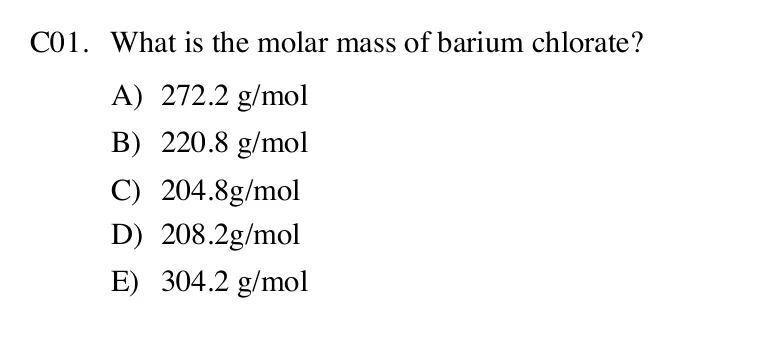 C01. What is the molar mass of barium chlorate?
A) 272.2 g/mol
B) 220.8 g/mol
C) 204.8g/mol
D) 208.2g/mol
E) 304.2 g/mol